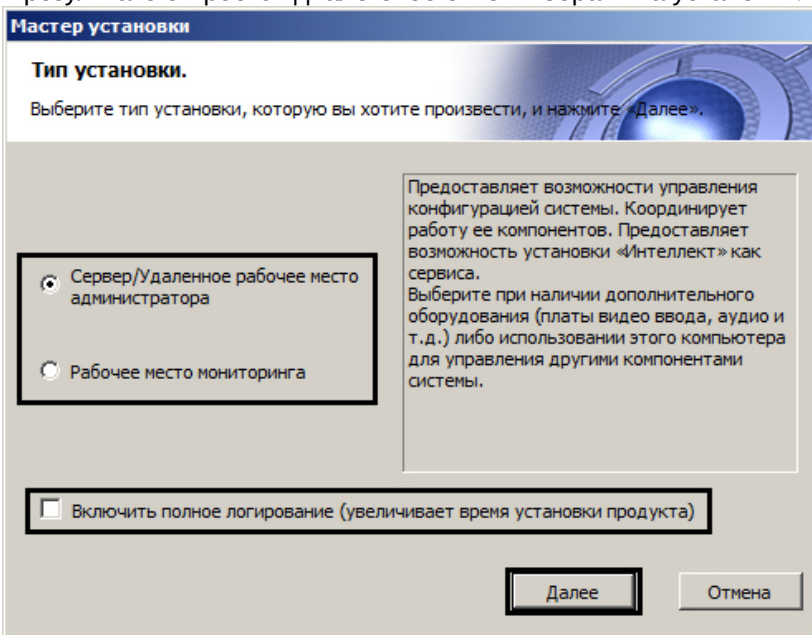 Мастер установки
Тип установки.
Выберите тип установки, которую вы хотите произвести, и нажмите «Далее».
Предоставляет возможности управления
конфигурацией системы. Координирует
работу ее компонентов. Предоставляет
возможность установки «Интеллект» как
сервиса.
Выберите при наличии дополнительного
оборудования (платы видео ввода, аудио и
т.д.) либо использовании этого компьютера
для управления другими компонентами
системы.
Сервер/Удаленное рабочее место
администратора
Рабочее место мониторинга
Включить полное логирование (увеличивает время установки продукта)
Далее
Отмена